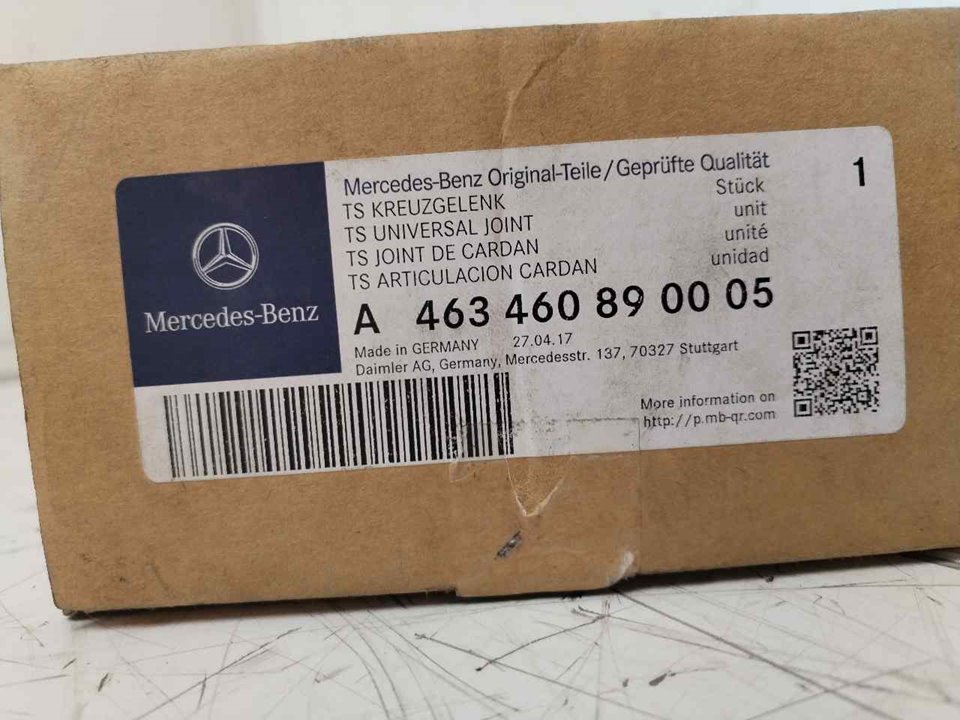 Mercedes-Benz
Mercedes-Benz Original-Teile/Geprüfte Qualität
TS KREUZGELENK
TS UNIVERSAL JOINT
TS JOINT DE CARDAN
TS ARTICULACION CARDAN
Stück
unit
unité
unidad
1
A 463 460 89 00 05
Made in GERMANY 27.04.17
Daimler AG, Germany, Mercedesstr. 137, 70327 Stuttgart
More information on
http://p.mb-qr.com